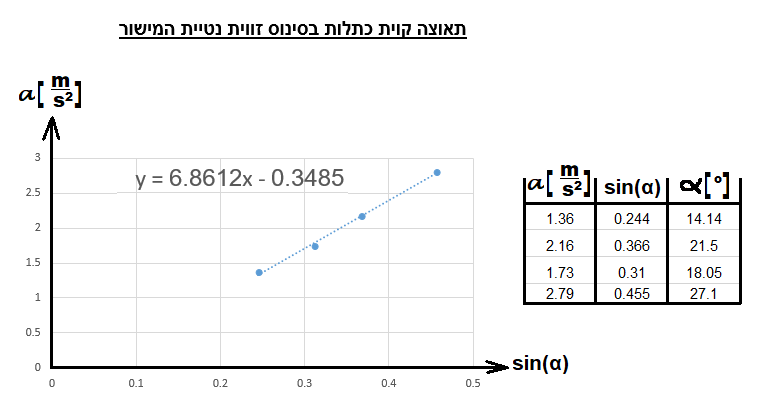 תאוצה קוית כתלות בסינוס זווית נטיית המישור
a[m/s²]
y = 6.8612x - 0.3485
3
2.5
2
1.5
1
0.5
0
0 0.1 0.2 0.3 0.4 0.5
sin(α)
a[m/s²] sin(α) α[°]
1.36 0.244 14.14
2.16 0.366 21.5
1.73 0.31 18.05
2.79 0.455 27.1